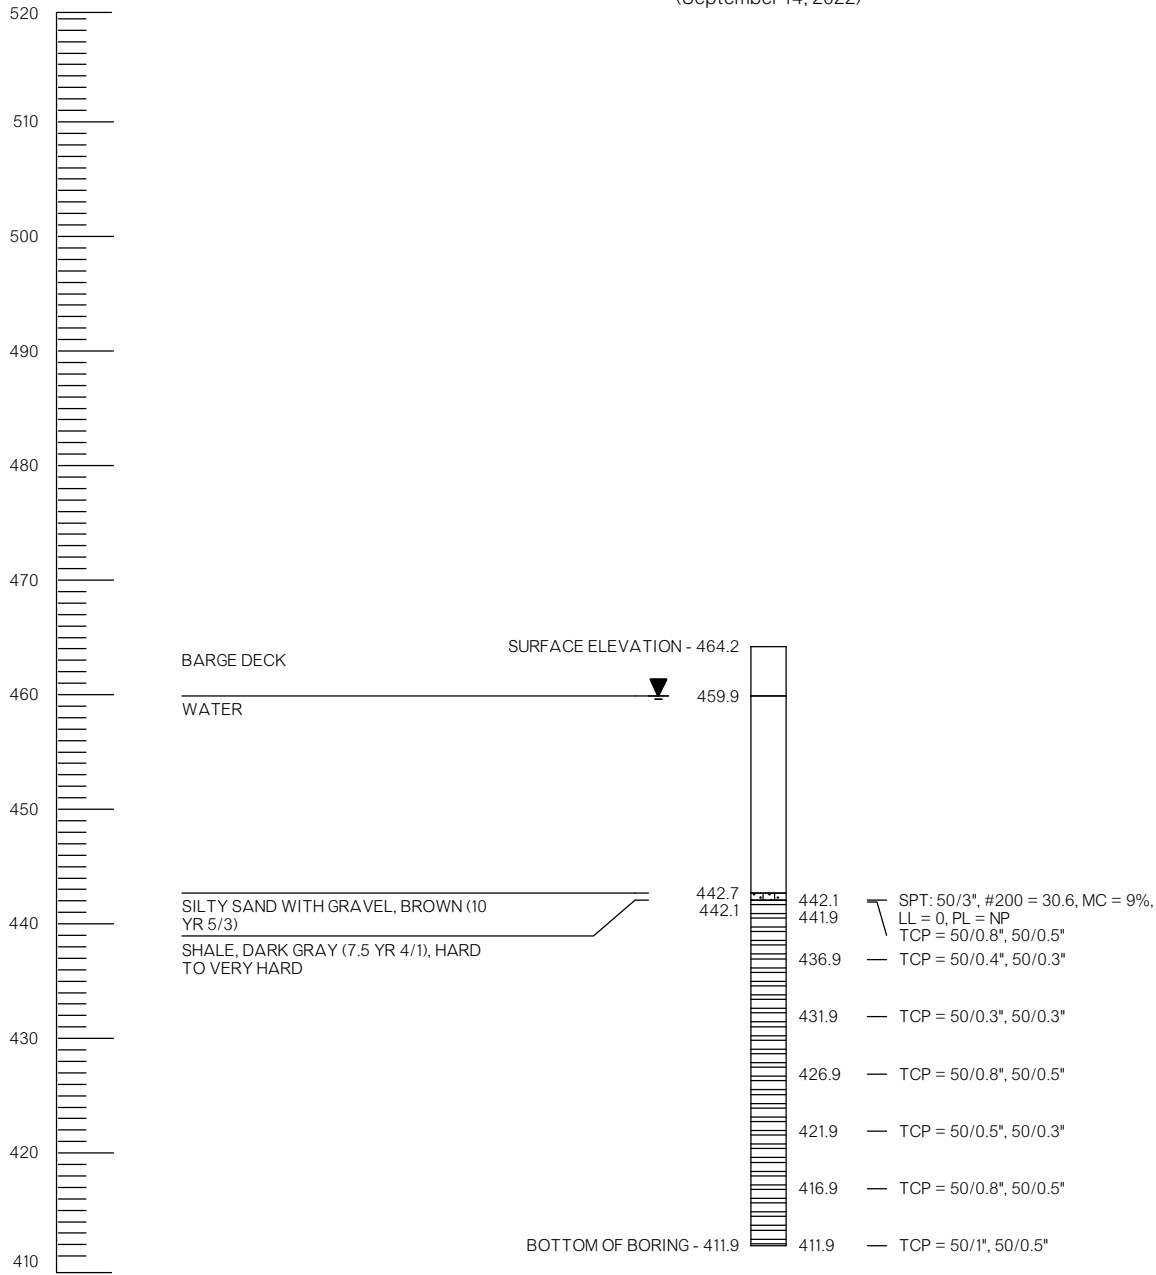 (September 14, 2022)
520
510
500
490
480
470
460
450
440
430
420
410
SURFACE ELEVATION - 464.2
BARGE DECK
459.9
WATER
442.7
SILTY SAND WITH GRAVEL, BROWN (10
YR 5/3)
442.1
SHALE, DARK GRAY (7.5 YR 4/1), HARD
TO VERY HARD
442.1 SPT: 50/3", #200 = 30.6, MC = 9%,
LL = 0, PL = NP
441.9 TCP = 50/0.8", 50/0.5"
436.9 TCP = 50/0.4", 50/0.3"
431.9 TCP = 50/0.3", 50/0.3"
426.9 TCP = 50/0.8", 50/0.5"
421.9 TCP = 50/0.5", 50/0.3"
416.9 TCP = 50/0.8", 50/0.5"
BOTTOM OF BORING - 411.9 411.9 TCP = 50/1", 50/0.5"